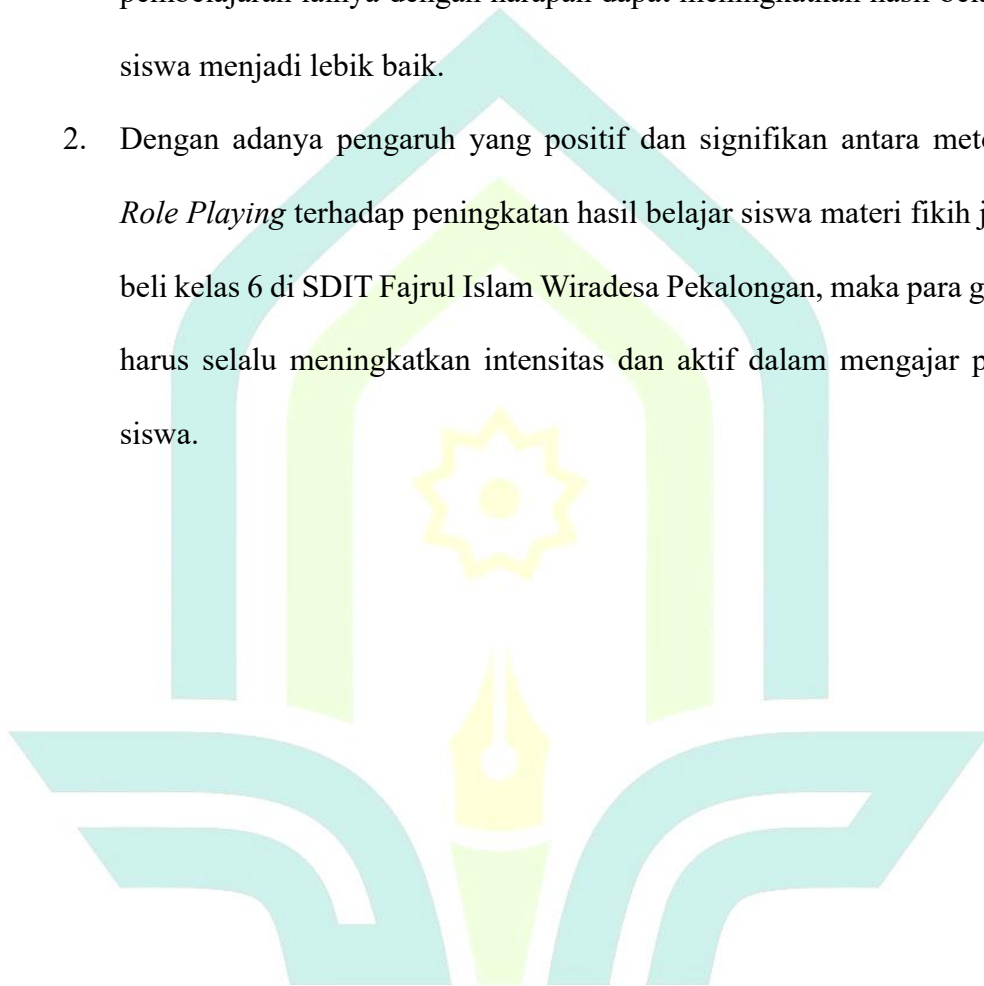 siswa menjadi lebik baik.
2. Dengan adanya pengaruh yang positif dan signifikan antara
Role Playing terhadap peningkatan hasil belajar siswa materi fikih
beli kelas 6 di SDIT Fajrul Islam Wiradesa Pekalongan, maka para
harus selalu meningkatkan intensitas dan aktif dalam mengajar
siswa.